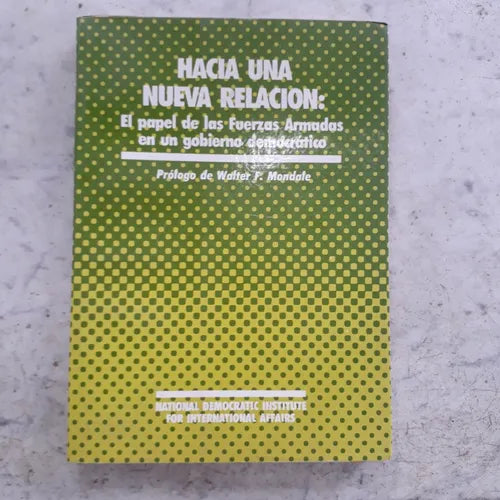 HACIA UNA
NUEVA RELACION:
El papel de las Fuerzas Armadas
en un gobierno democrático
Prólogo de Walter F. Mondale
NATIONAL DEMOCRATIC INSTITUTE
FOR INTERNATIONAL AFFAIRS